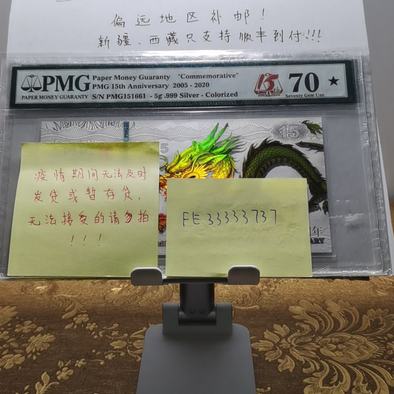 偏远地区补邮！
新疆、西藏只支持顺丰到付!!!
PMG
PAPER MONEY GUARANTY
Paper Money Guaranty "Commemorative"
PMG 15th Anniversary 2005 - 2020
S/N PMG151661 - 5g .999 Silver - Colorized
15
70 ★
Seventy Gem Unc
15
疫情期间无法及时
发货或暂存货，
无法接受的请勿拍
！！！
FE33333737